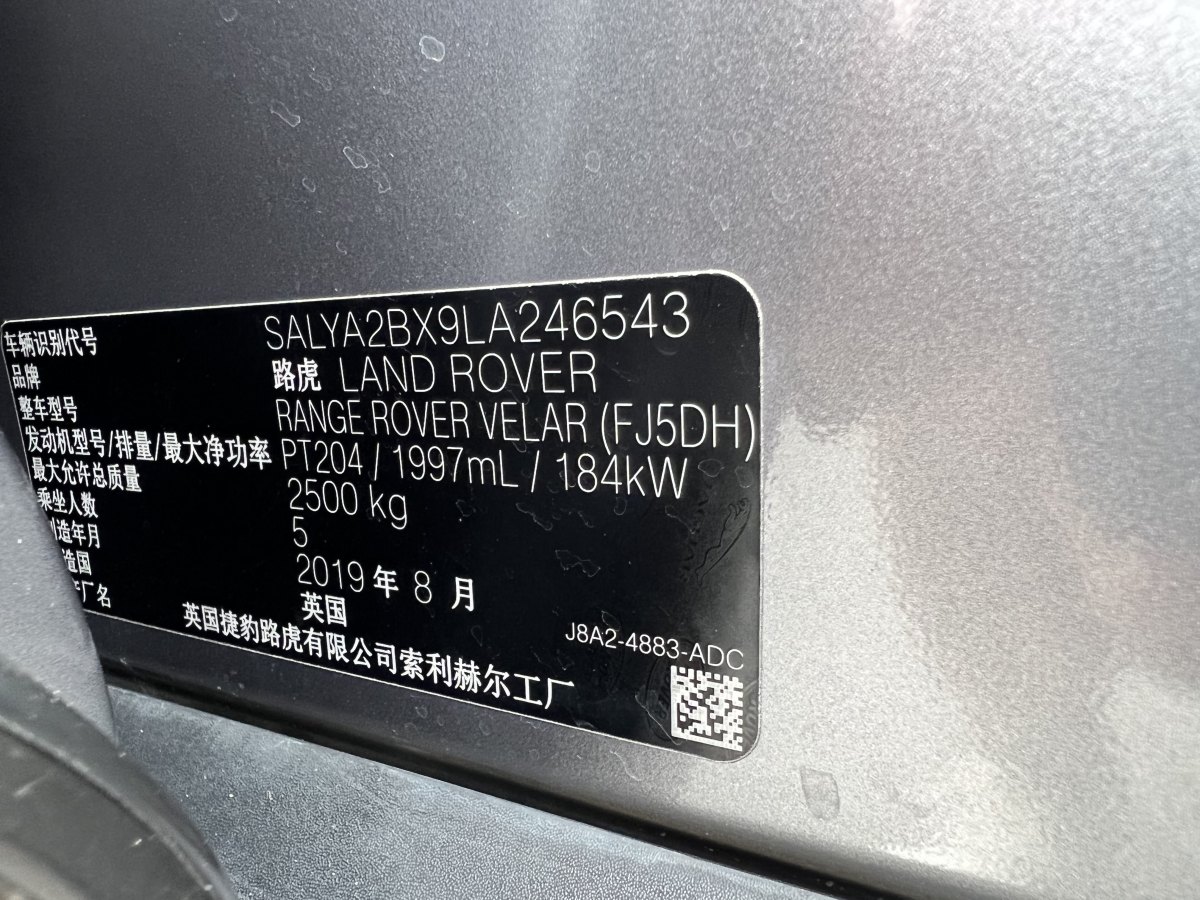 车辆识别代号 SALYA2BX9LA246543
品牌 路虎 LAND ROVER
整车型号 RANGE ROVER VELAR (FJ5DH)
发动机型号/排量/最大净功率 PT204 / 1997mL / 184kW
最大允许总质量 2500 kg
乘坐人数 5
造年月 2019 年 8 月
造国 英国
厂名 英国捷豹路虎有限公司索利赫尔工厂
J8A2-4883-ADC